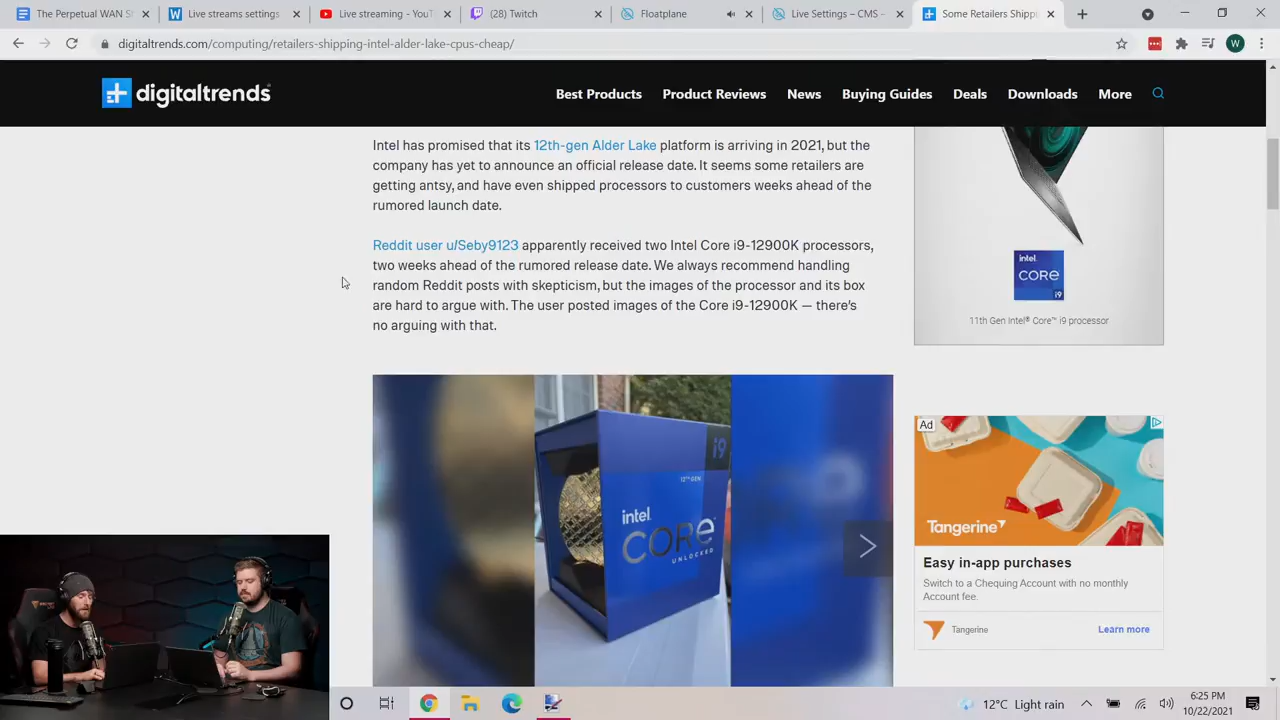 The Perpetual WAN S
Live streams settings
Live streaming - YouT
(42) Twitch
Floatplane
Live Settings – CMS –
Some Retailers Shippi
digitaltrends.com/computing/retailers-shipping-intel-alder-lake-cpus-cheap/
W
digitaltrends
Best Products
Product Reviews
News
Buying Guides
Deals
Downloads
More
Intel has promised that its 12th-gen Alder Lake platform is arriving in 2021, but the
company has yet to announce an official release date. It seems some retailers are
getting antsy, and have even shipped processors to customers weeks ahead of the
rumored launch date.
Reddit user u/Seby9123 apparently received two Intel Core i9-12900K processors,
two weeks ahead of the rumored release date. We always recommend handling
random Reddit posts with skepticism, but the images of the processor and its box
are hard to argue with. The user posted images of the Core i9-12900K — there's
no arguing with that.
intel
CORE
i9
11th Gen Intel® Core™ i9 processor
i9
12TH GEN
intel
CORE
UNLOCKED
Ad
Tangerine
Easy in-app purchases
Switch to a Chequing Account with no monthly
Account fee.
Tangerine
Learn more
12°C Light rain
6:25 PM
10/22/2021